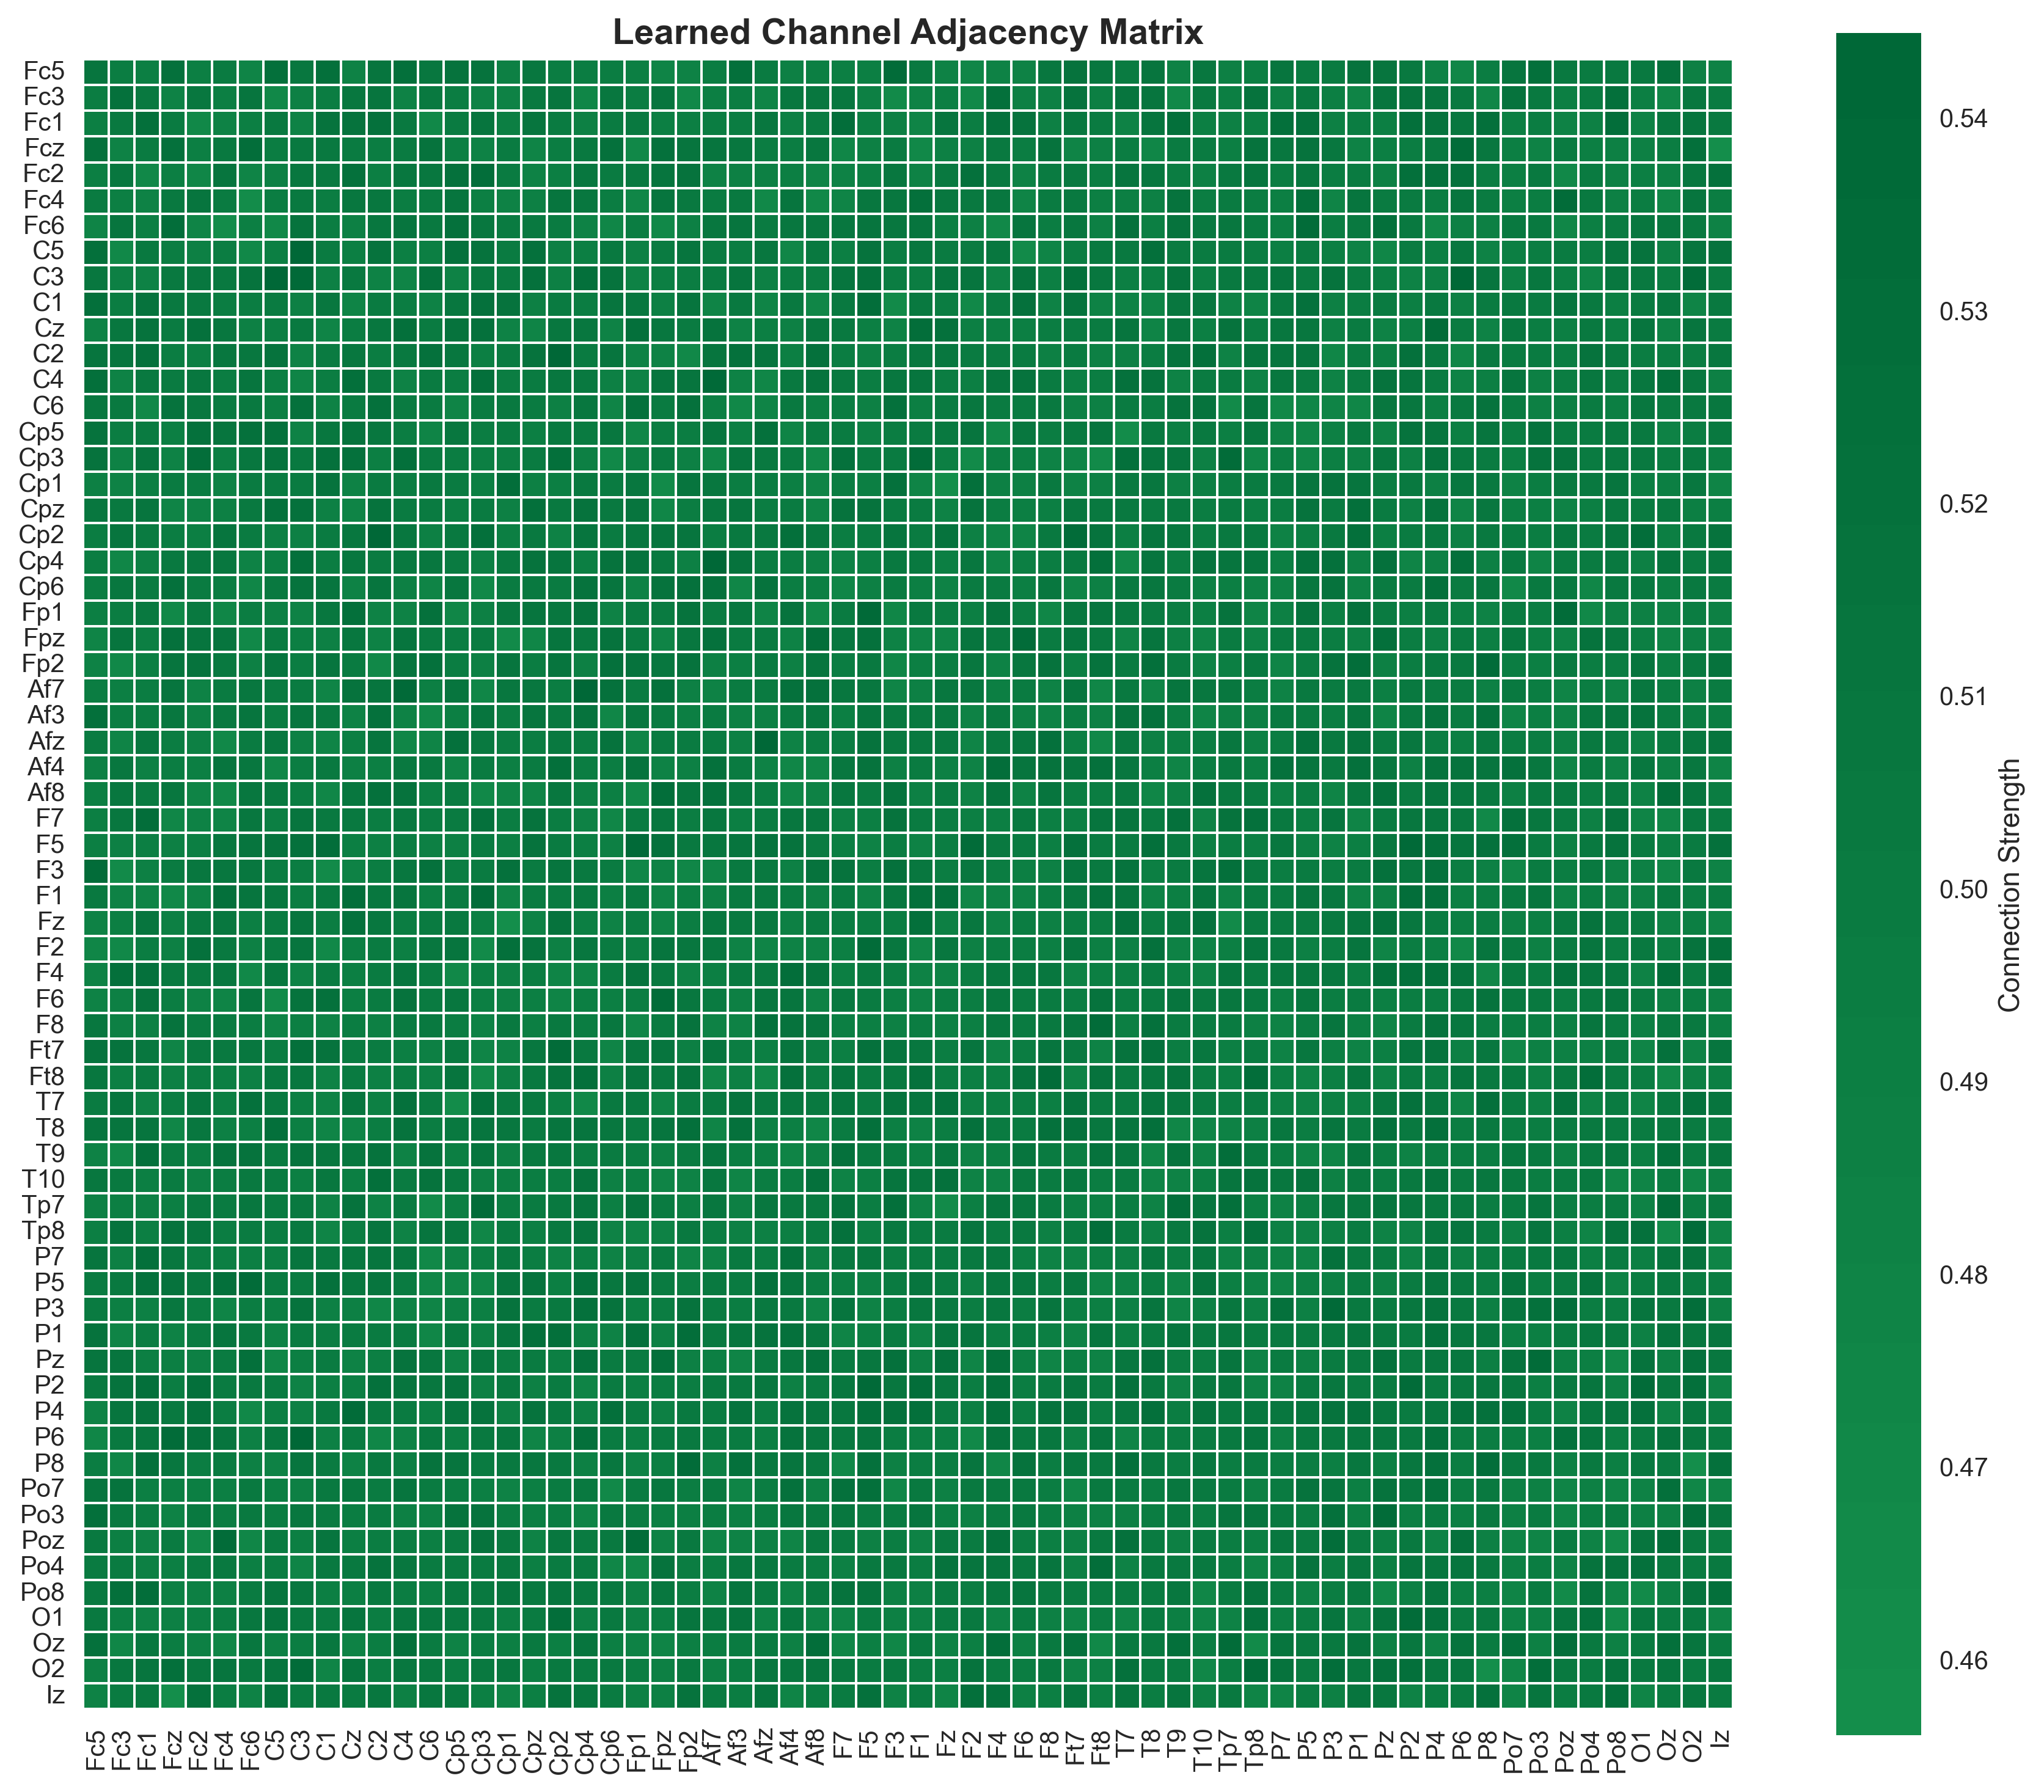 Learned Channel Adjacency Matrix
Fc5
Fc3
Fc1
Fcz
Fc2
Fc4
Fc6
C5
C3
C1
Cz
C2
C4
C6
Cp5
Cp3
Cp1
Cpz
Cp2
Cp4
Cp6
Fp1
Fpz
Fp2
Af7
Af3
Afz
Af4
Af8
F7
F5
F3
F1
Fz
F2
F4
F6
F8
Ft7
Ft8
T7
T8
T9
T10
Tp7
Tp8
P7
P5
P3
P1
Pz
P2
P4
P6
P8
Po7
Po3
Poz
Po4
Po8
O1
Oz
O2
Iz
Fc5 Fc3 Fc1 Fcz Fc2 Fc4 Fc6 C5 C3 C1 Cz C2 C4 C6 Cp5 Cp3 Cp1 Cpz Cp2 Cp4 Cp6 Fp1 Fpz Fp2 Af7 Af3 Afz Af4 Af8 F7 F5 F3 F1 Fz F2 F4 F6 F8 Ft7 Ft8 T7 T8 T9 T10 Tp7 Tp8 P7 P5 P3 P1 Pz P2 P4 P6 P8 Po7 Po3 Poz Po4 Po8 O1 Oz O2 Iz
0.54
0.53
0.52
0.51
0.50
0.49
0.48
0.47
0.46
Connection Strength